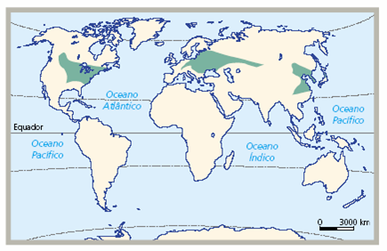 Oceano
Atlântico
Oceano
Pacífico
Equador
Oceano
Pacífico
Oceano
Índico
0 3000 km